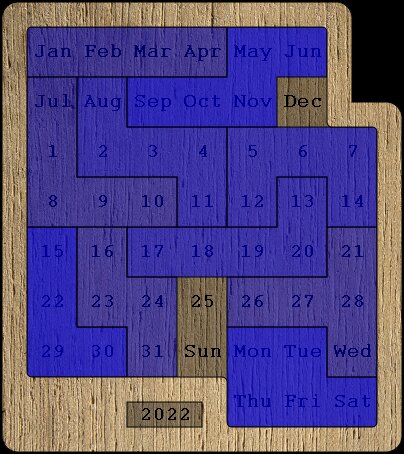 Jan Feb Mar Apr May Jun
Jul Aug Sep Oct Nov Dec
1 2 3 4 5 6 7
8 9 10 11 12 13 14
15 16 17 18 19 20 21
22 23 24 25 26 27 28
29 30 31 Sun Mon Tue Wed
Thu Fri Sat
2022